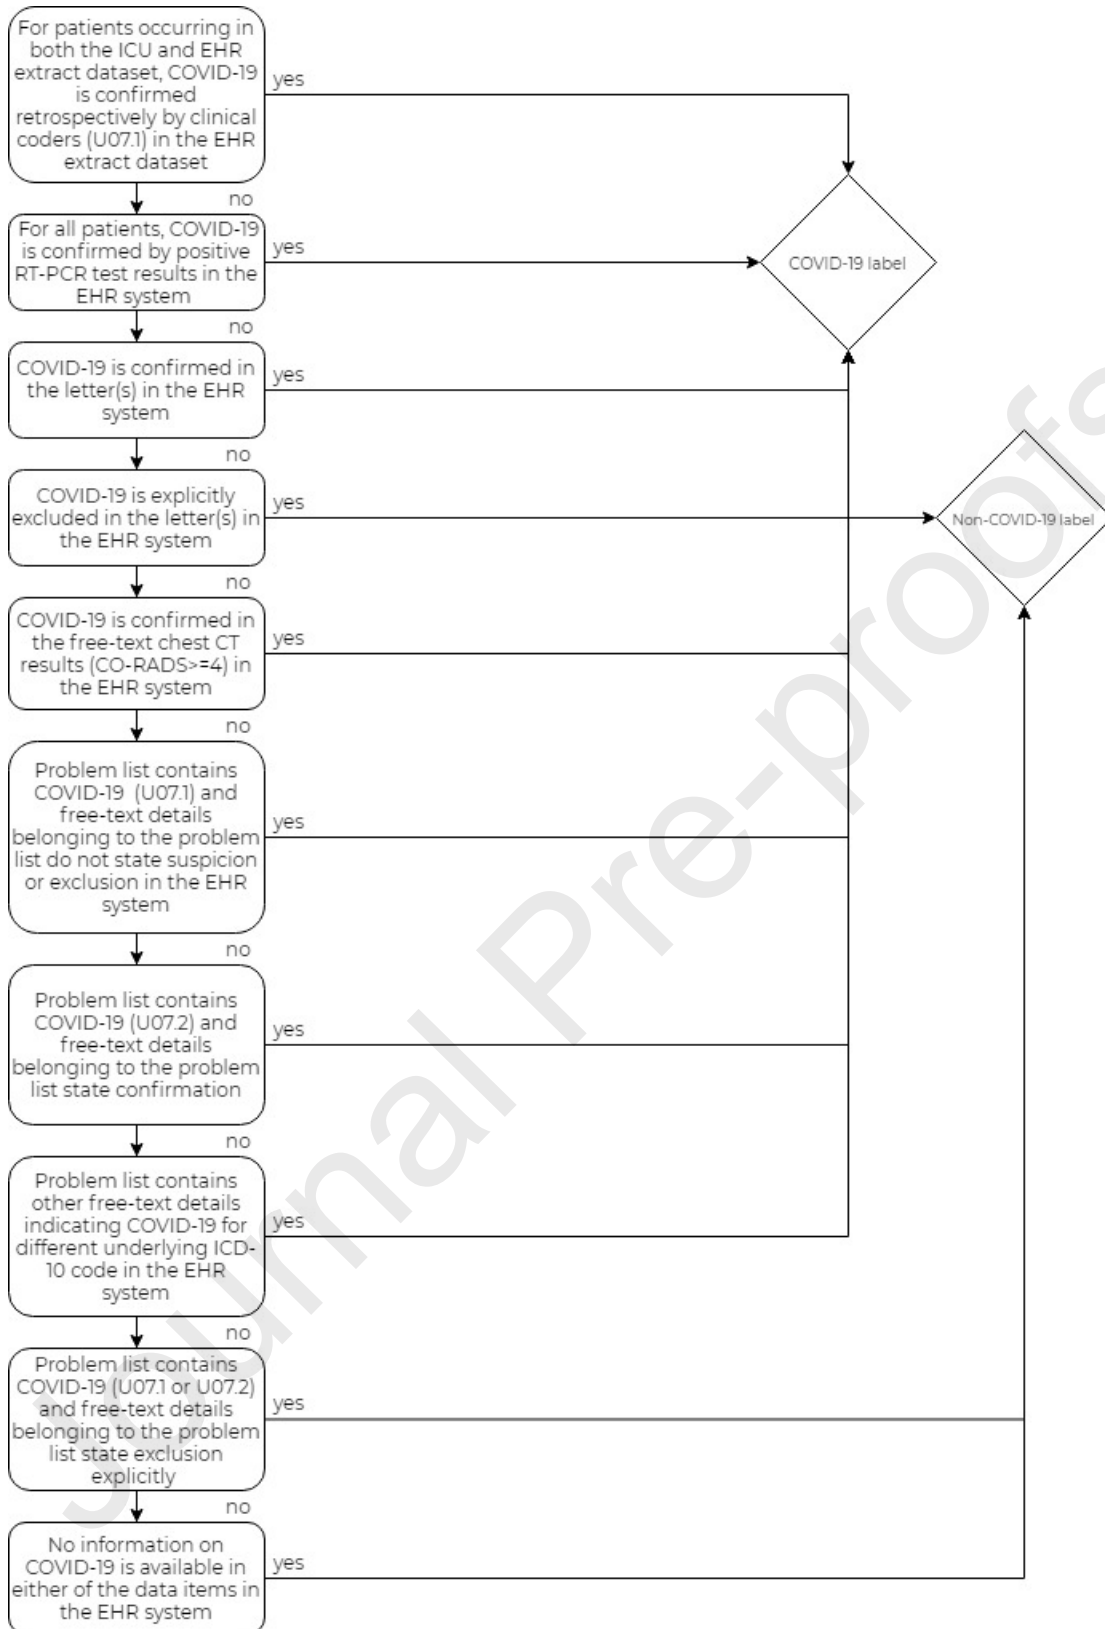 For patients occurring in
both the ICU and EHR
extract dataset, COVID-19
is confirmed
retrospectively by clinical
coders (U07.1) in the EHR
extract dataset
yes
no
For all patients, COVID-19
is confirmed by positive
RT-PCR test results in the
EHR system
yes
COVID-19 label
no
COVID-19 is confirmed in
the letter(s) in the EHR
system
yes
no
COVID-19 is explicitly
excluded in the letter(s) in
the EHR system
yes
Non-COVID-19 label
no
COVID-19 is confirmed in
the free-text chest CT
results (CO-RADS>=4) in
the EHR system
yes
no
Problem list contains
COVID-19 (U07.1) and
free-text details
belonging to the problem
list do not state suspicion
or exclusion in the EHR
system
yes
no
Problem list contains
COVID-19 (U07.2) and
free-text details
belonging to the problem
list state confirmation
yes
no
Problem list contains
other free-text details
indicating COVID-19 for
different underlying ICD-
10 code in the EHR
system
yes
no
Problem list contains
COVID-19 (U07.1 or U07.2)
and free-text details
belonging to the problem
list state exclusion
explicitly
yes
no
No information on
COVID-19 is available in
either of the data items in
the EHR system
yes
Journal Pre-proofs